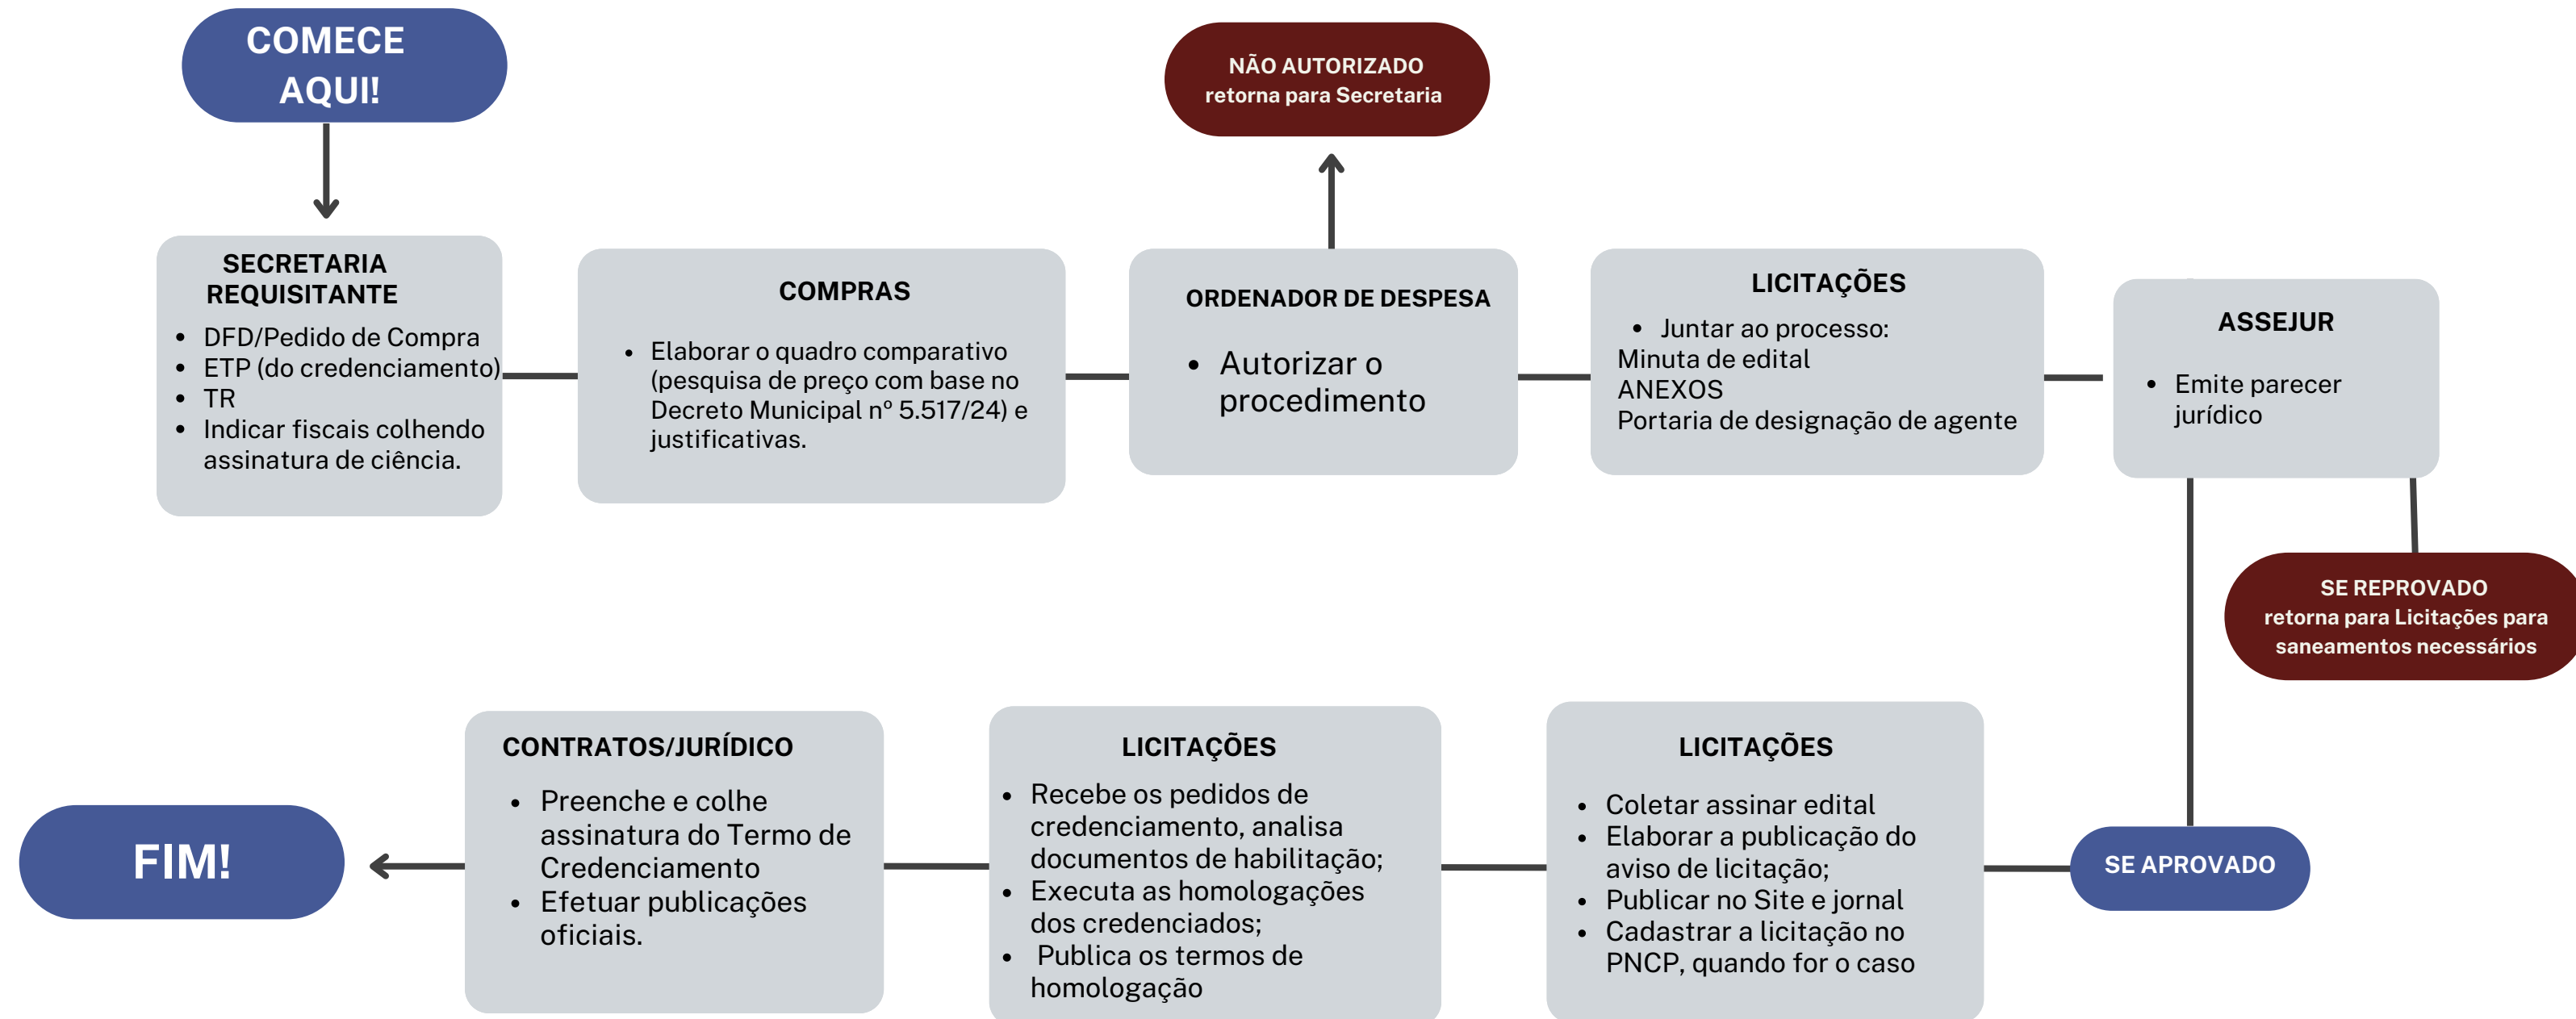 COMECE
AQUI!
NÃO AUTORIZADO
retorna para Secretaria
SECRETARIA
REQUISITANTE
• DFD/Pedido de Compra
• ETP (do credenciamento)
• TR
• Indicar fiscais colhendo
assinatura de ciência.
COMPRAS
• Elaborar o quadro comparativo
(pesquisa de preço com base no
Decreto Municipal nº 5.517/24) e
justificativas.
ORDENADOR DE DESPESA
• Autorizar o
procedimento
LICITAÇÕES
• Juntar ao processo:
Minuta de edital
ANEXOS
Portaria de designação de agente
ASSEJUR
• Emite parecer
jurídico
SE REPROVADO
retorna para Licitações para
saneamentos necessários
SE APROVADO
LICITAÇÕES
• Coletar assinar edital
• Elaborar a publicação do
aviso de licitação;
• Publicar no Site e jornal
• Cadastrar a licitação no
PNCP, quando for o caso
LICITAÇÕES
• Recebe os pedidos de
credenciamento, analisa
documentos de habilitação;
• Executa as homologações
dos credenciados;
• Publica os termos de
homologação
CONTRATOS/JURÍDICO
• Preenche e colhe
assinatura do Termo de
Credenciamento
• Efetuar publicações
oficiais.
FIM!